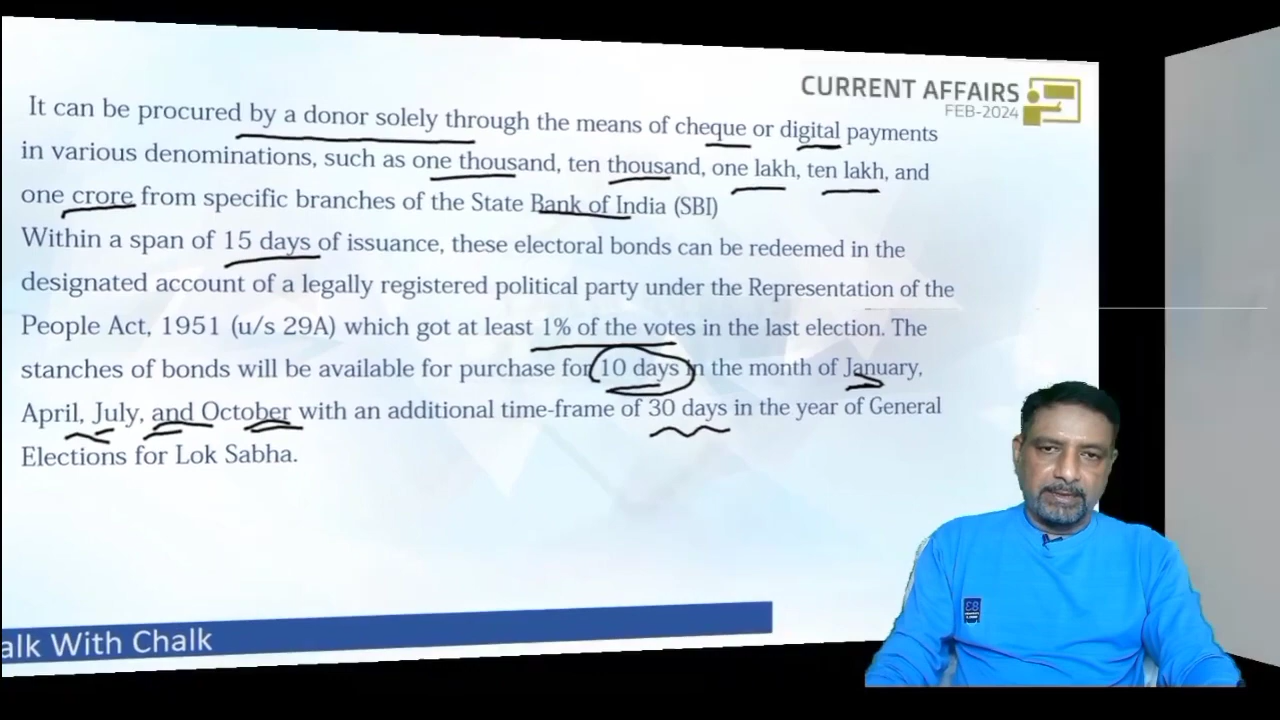 CURRENT AFFAIRS
FEB-2024
It can be procured by a donor solely through the means of cheque or digital payments
in various denominations, such as one thousand, ten thousand, one lakh, ten lakh, and
one crore from specific branches of the State Bank of India (SBI)
Within a span of 15 days of issuance, these electoral bonds can be redeemed in the
designated account of a legally registered political party under the Representation of the
People Act, 1951 (u/s 29A) which got at least 1% of the votes in the last election. The
stanches of bonds will be available for purchase for 10 days in the month of January,
April, July, and October with an additional time-frame of 30 days in the year of General
Elections for Lok Sabha.
alk With Chalk